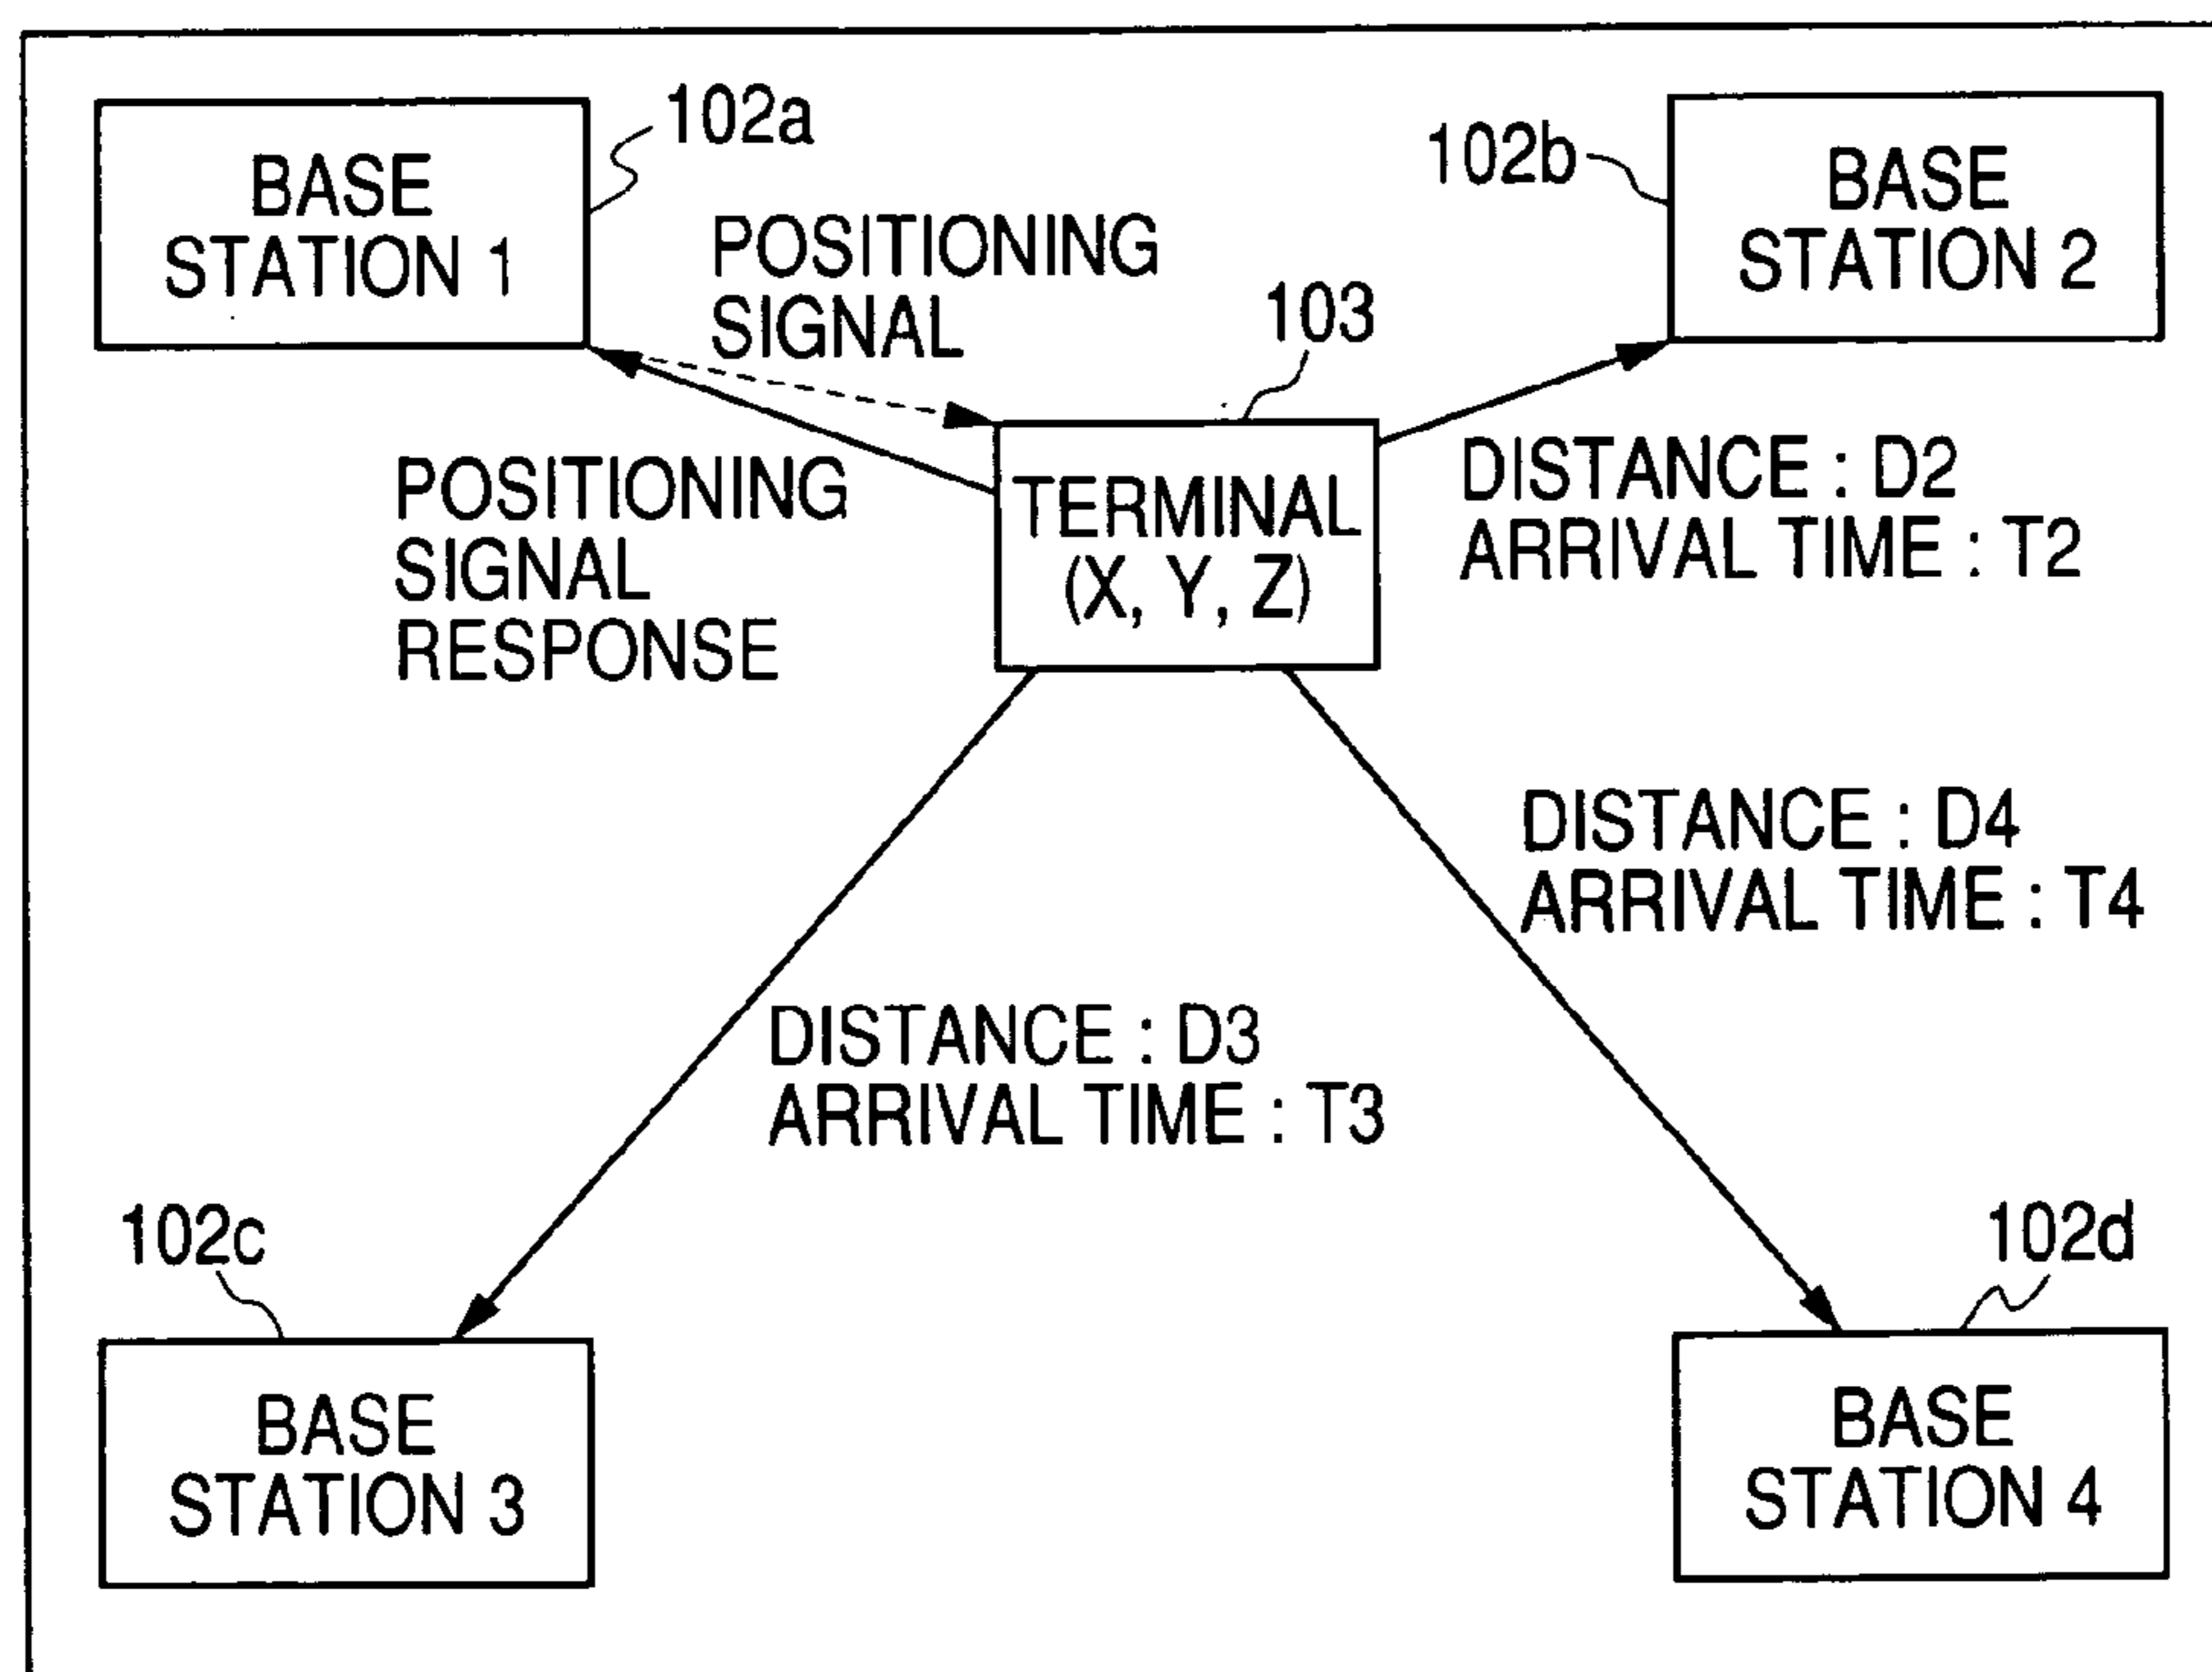 102a
BASE
STATION 1
102b
BASE
STATION 2
POSITIONING
SIGNAL
103
POSITIONING
SIGNAL
RESPONSE
TERMINAL
(X, Y, Z)
DISTANCE : D2
ARRIVAL TIME : T2
DISTANCE : D4
ARRIVAL TIME : T4
DISTANCE : D3
ARRIVAL TIME : T3
102c
BASE
STATION 3
102d
BASE
STATION 4